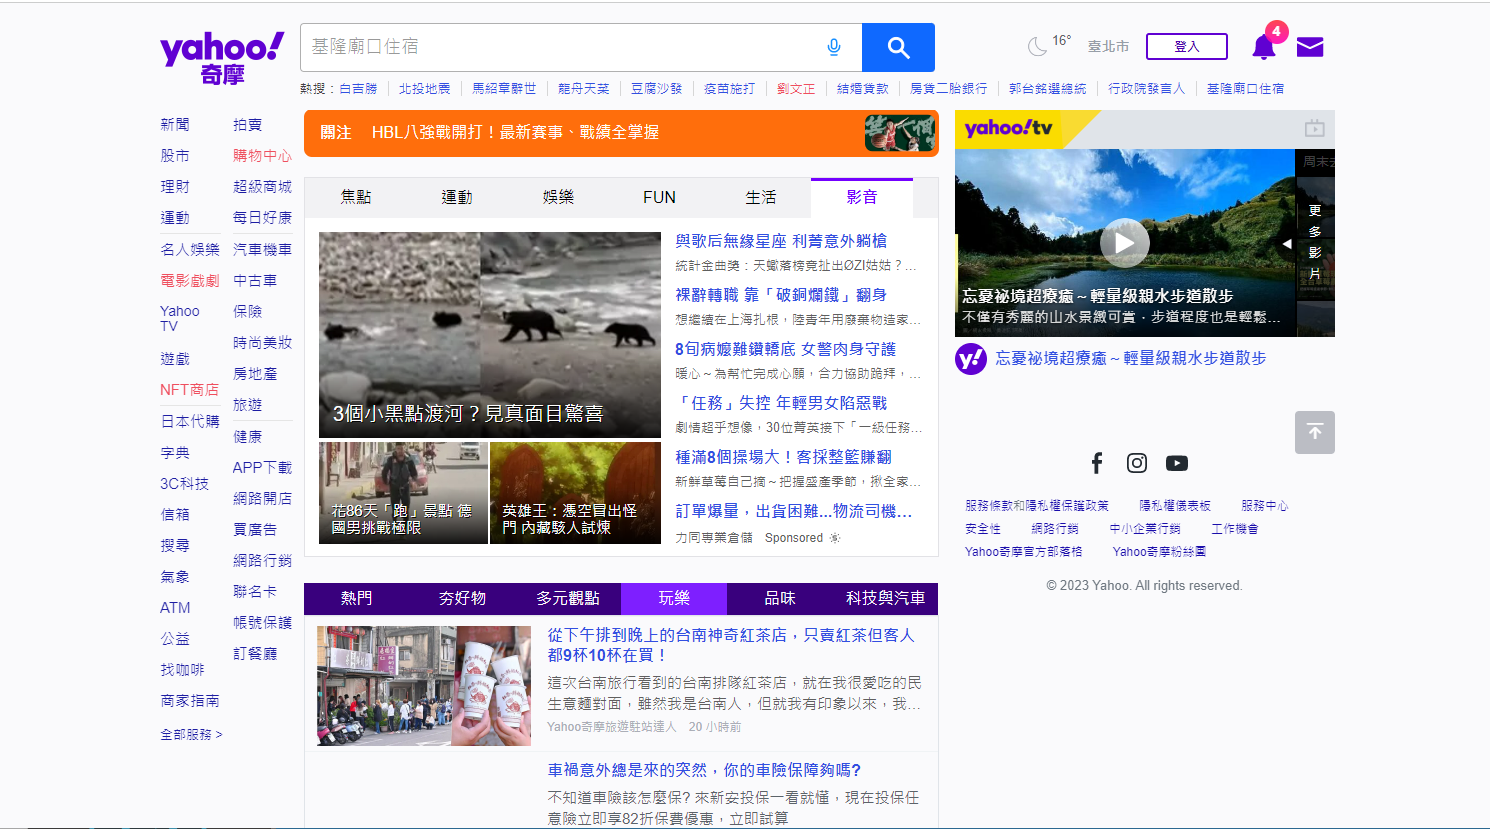 yahoo!
奇摩
基隆廟口住宿
16°
臺北市
登入
4
熱搜：白吉勝 北投地震 馬紹章辭世 龍舟天菜 豆腐沙發 疫苗施打 劉文正 結婚貸款 房貸二胎銀行 郭台銘選總統 行政院發言人 基隆廟口住宿
新聞 拍賣
股市 購物中心
理財 超級商城
運動 每日好康
名人娛樂 汽車機車
電影戲劇 中古車
Yahoo TV 保險
遊戲 時尚美妝
NFT商店 房地產
日本代購 旅遊
字典 健康
3C科技 APP下載
信箱 網路開店
搜尋 買廣告
氣象 網路行銷
ATM 聯名卡
公益 帳號保護
找咖啡 訂餐廳
商家指南
全部服務 >
關注 HBL八強戰開打！最新賽事、戰績全掌握
焦點 運動 娛樂 FUN 生活 影音
3個小黑點渡河？見真面目驚喜
花86天「跑」景點 德
國男挑戰極限
英雄王：憑空冒出怪
門 內藏駭人試煉
與歌后無緣星座 利菁意外躺槍
統計金曲獎：天蠍落榜竟扯出ØZI姑姑？...
裸辭轉職 靠「破銅爛鐵」翻身
想繼續在上海扎根，陸青年用廢棄物造家...
8旬病嬤難鑽轎底 女警肉身守護
暖心～為幫忙完成心願，合力協助跪拜，...
「任務」失控 年輕男女陷惡戰
劇情超乎想像，30位菁英接下「一級任務...
種滿8個操場大！客採整籃賺翻
新鮮草莓自己摘～把握盛產季節，揪全家...
訂單爆量，出貨困難...物流司機...
力同專業倉儲 Sponsored
熱門 夯好物 多元觀點 玩樂 品味 科技與汽車
從下午排到晚上的台南神奇紅茶店，只賣紅茶但客人
都9杯10杯在買！
這次台南旅行看到的台南排隊紅茶店，就在我很愛吃的民
生意麵對面，雖然我是台南人，但就我有印象以來，我...
Yahoo奇摩旅遊駐站達人 20 小時前
車禍意外總是來的突然，你的車險保障夠嗎?
不知道車險該怎麼保? 來新安投保一看就懂，現在投保任
意險立即享82折保費優惠，立即試算
yahoo!tv
周末去
更多影片
忘憂祕境超療癒～輕量級親水步道散步
不僅有秀麗的山水景緻可賞，步道程度也是輕鬆...
y!
忘憂祕境超療癒～輕量級親水步道散步
服務條款和隱私權保護政策 隱私權儀表板 服務中心
安全性 網路行銷 中小企業行銷 工作機會
Yahoo奇摩官方部落格 Yahoo奇摩粉絲團
© 2023 Yahoo. All rights reserved.